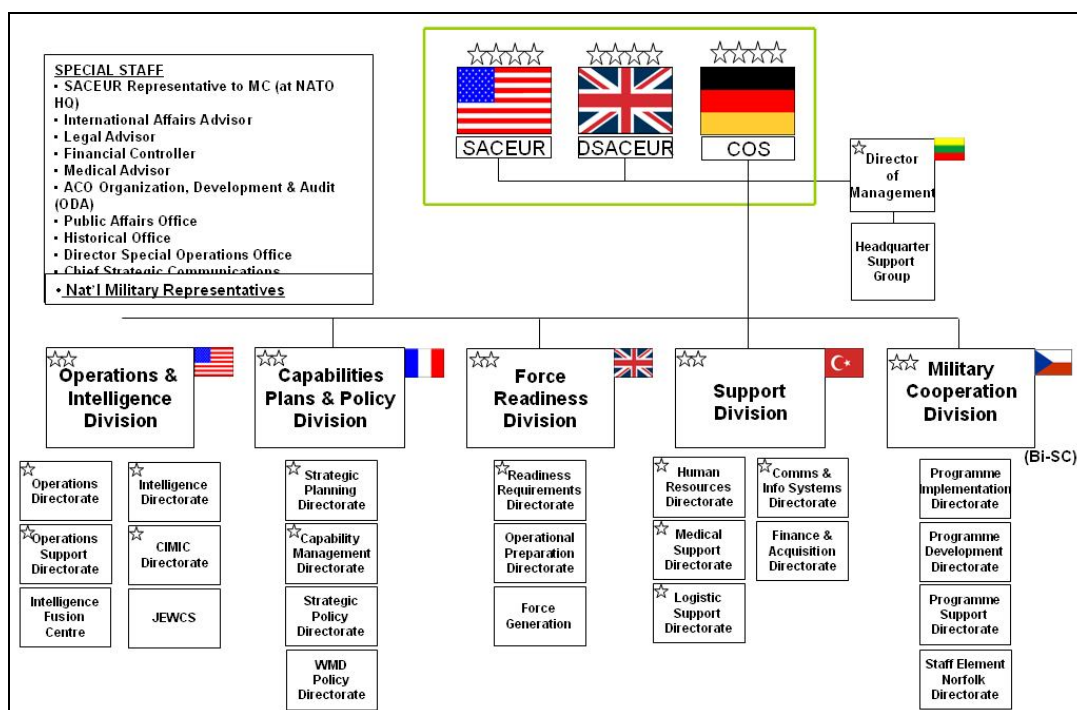 SPECIAL STAFF
▪ SACEUR Representative to MC (at NATO
HQ)
▪ International Affairs Advisor
▪ Legal Advisor
▪ Financial Controller
▪ Medical Advisor
▪ ACO Organization, Development & Audit
(ODA)
▪ Public Affairs Office
▪ Historical Office
▪ Director Special Operations Office
▪ Chief Strategic Communications
• Nat'l Military Representatives
SACEUR
DSACEUR
COS
Director
of
Management
Headquarter
Support
Group
Operations &
Intelligence
Division
Capabilities
Plans & Policy
Division
Force
Readiness
Division
Support
Division
Military
Cooperation
Division
(Bi-SC)
Operations
Directorate
Operations
Support
Directorate
Intelligence
Fusion
Centre
Intelligence
Directorate
CIMIC
Directorate
JEWCS
Strategic
Planning
Directorate
Capability
Management
Directorate
Strategic
Policy
Directorate
WMD
Policy
Directorate
Readiness
Requirements
Directorate
Operational
Preparation
Directorate
Force
Generation
Human
Resources
Directorate
Medical
Support
Directorate
Logistic
Support
Directorate
Comms &
Info Systems
Directorate
Finance &
Acquisition
Directorate
Programme
Implementation
Directorate
Programme
Development
Directorate
Programme
Support
Directorate
Staff Element
Norfolk
Directorate